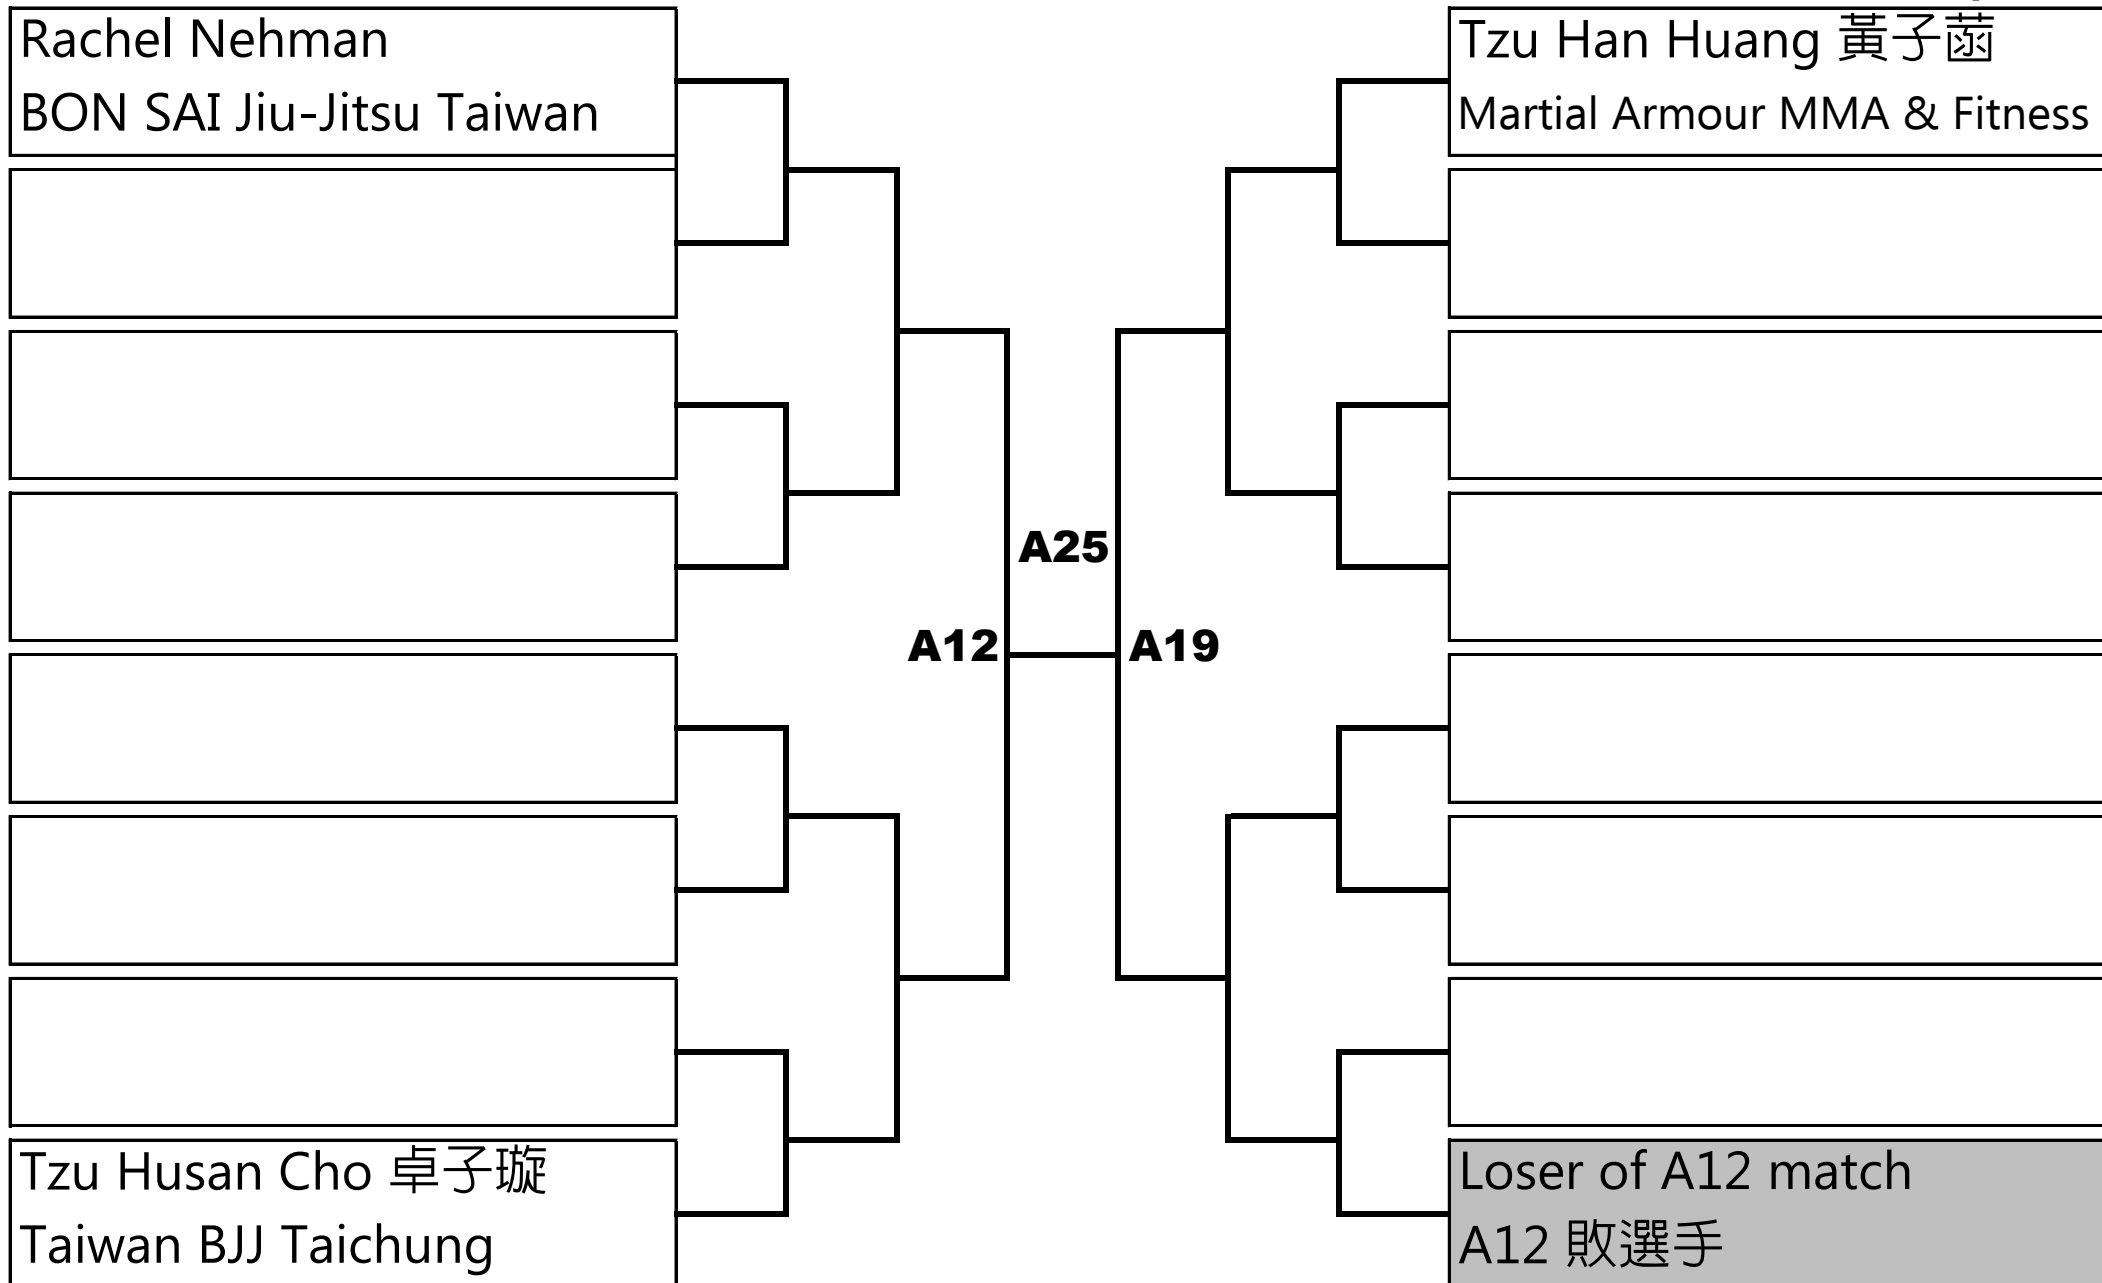 Rachel Nehman
BON SAI Jiu-Jitsu Taiwan
Tzu Han Huang 黃子菡
Martial Armour MMA & Fitness
A25
A12
A19
Tzu Husan Cho 卓子璇
Taiwan BJJ Taichung
Loser of A12 match
A12 敗選手